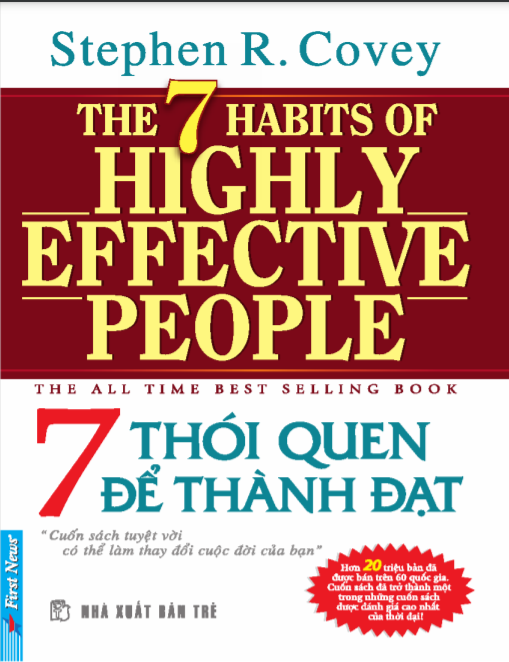 Stephen R. Covey
THE 7 HABITS OF
HIGHLY
EFFECTIVE
PEOPLE
THE ALL TIME BEST SELLING BOOK
7 THÓI QUEN
ĐỂ THÀNH ĐẠT
“Cuốn sách tuyệt vời
có thể làm thay đổi cuộc đời của bạn”
Hơn 20 triệu bản đã
được bán trên 60 quốc gia.
Cuốn sách đã trở thành một
trong những cuốn sách
được đánh giá cao nhất
của thời đại!
First News
NHÀ XUẤT BẢN TRẺ